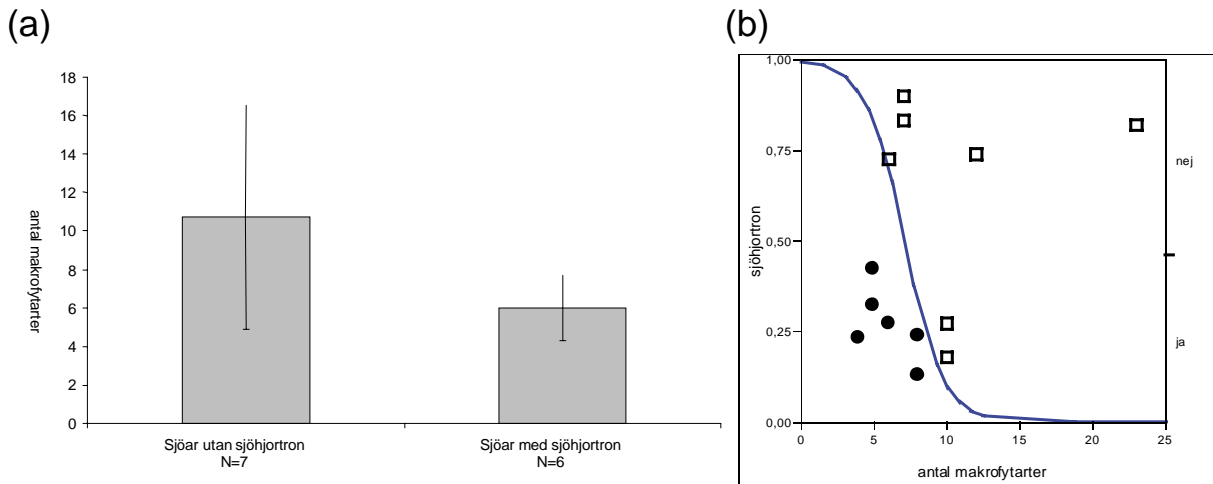 (a)
18
16
14
12
10
8
6
4
2
0
antal makrofytarter
Sjöar utan sjöhjortron
N=7
Sjöar med sjöhjortron
N=6
(b)
1,00
0,75
0,50
0,25
0,00
sjöhjortron
nej
ja
0 5 10 15 20 25
antal makrofytarter